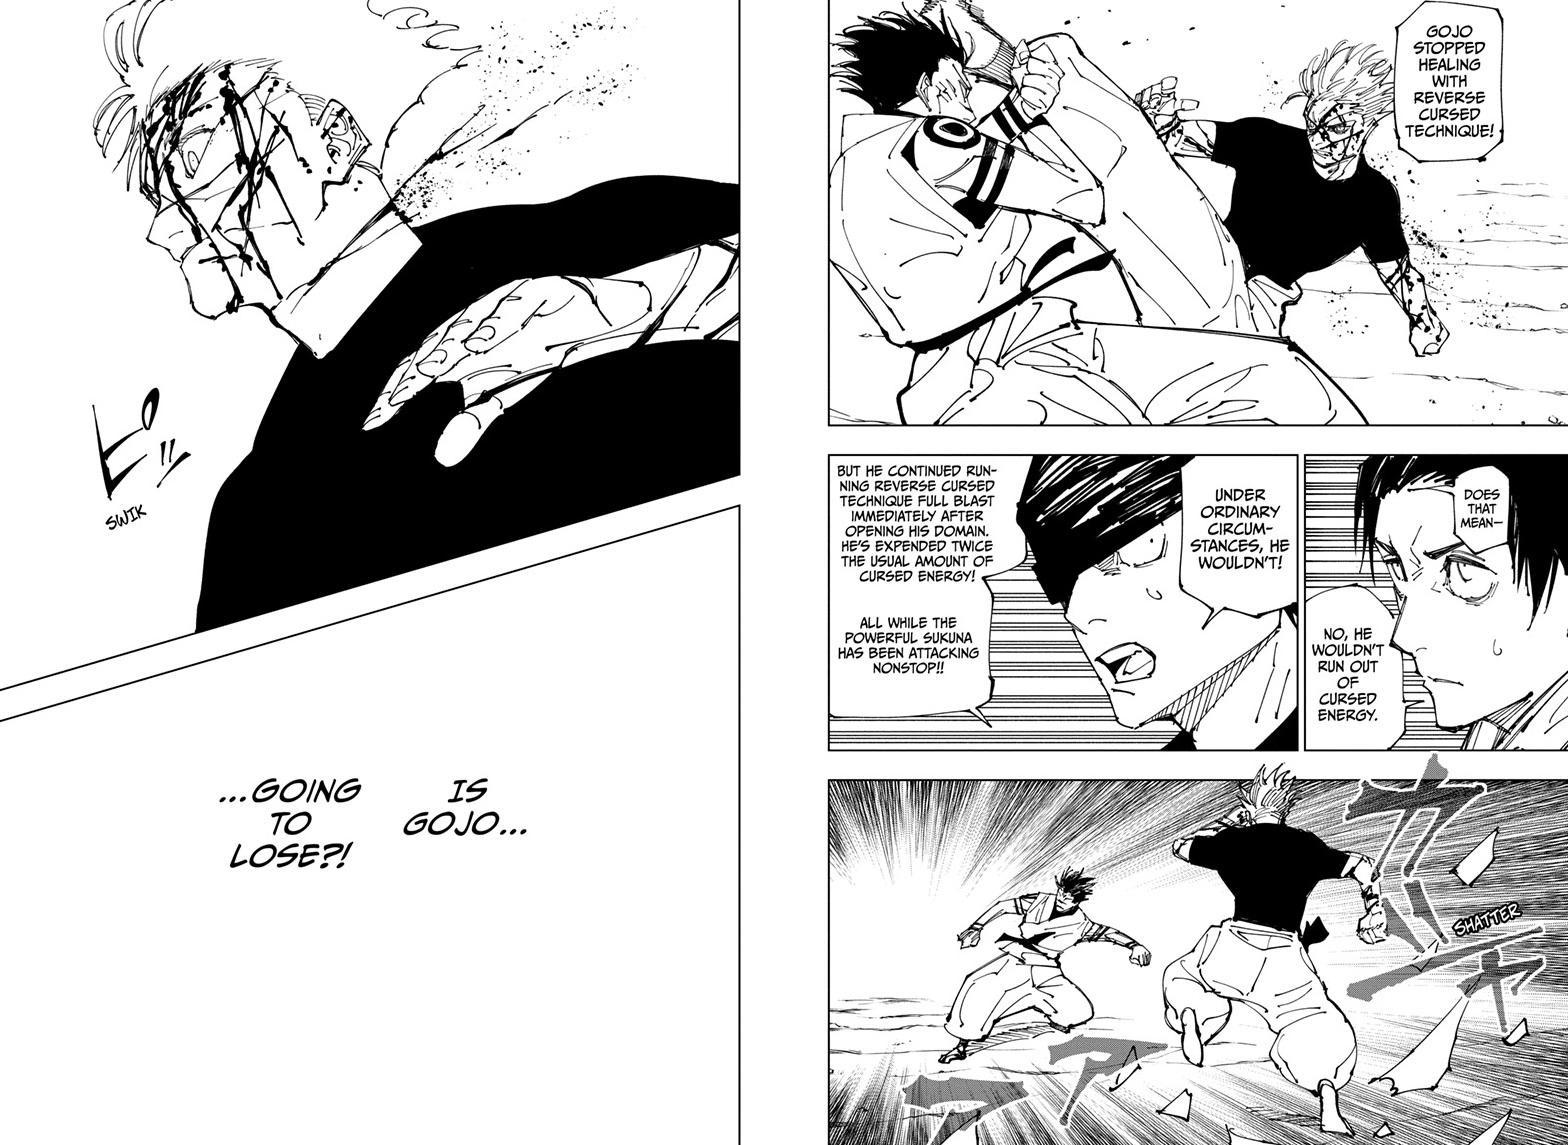 GOJO
STOPPED
HEALING
WITH
REVERSE
CURSED
TECHNIQUE!
DOES
THAT
MEAN—
NO, HE
WOULDN'T
RUN OUT
OF
CURSED
ENERGY.
UNDER
ORDINARY
CIRCUM-
STANCES, HE
WOULDN'T!
BUT HE CONTINUED RUN-
NING REVERSE CURSED
TECHNIQUE FULL BLAST
IMMEDIATELY AFTER
OPENING HIS DOMAIN.
HE'S EXPENDED TWICE
THE USUAL AMOUNT OF
CURSED ENERGY!
ALL WHILE THE
POWERFUL SUKUNA
HAS BEEN ATTACKING
NONSTOP!!
SHATTER
ピッ
SWIK
IS
GOJO...
...GOING
TO
LOSE?!